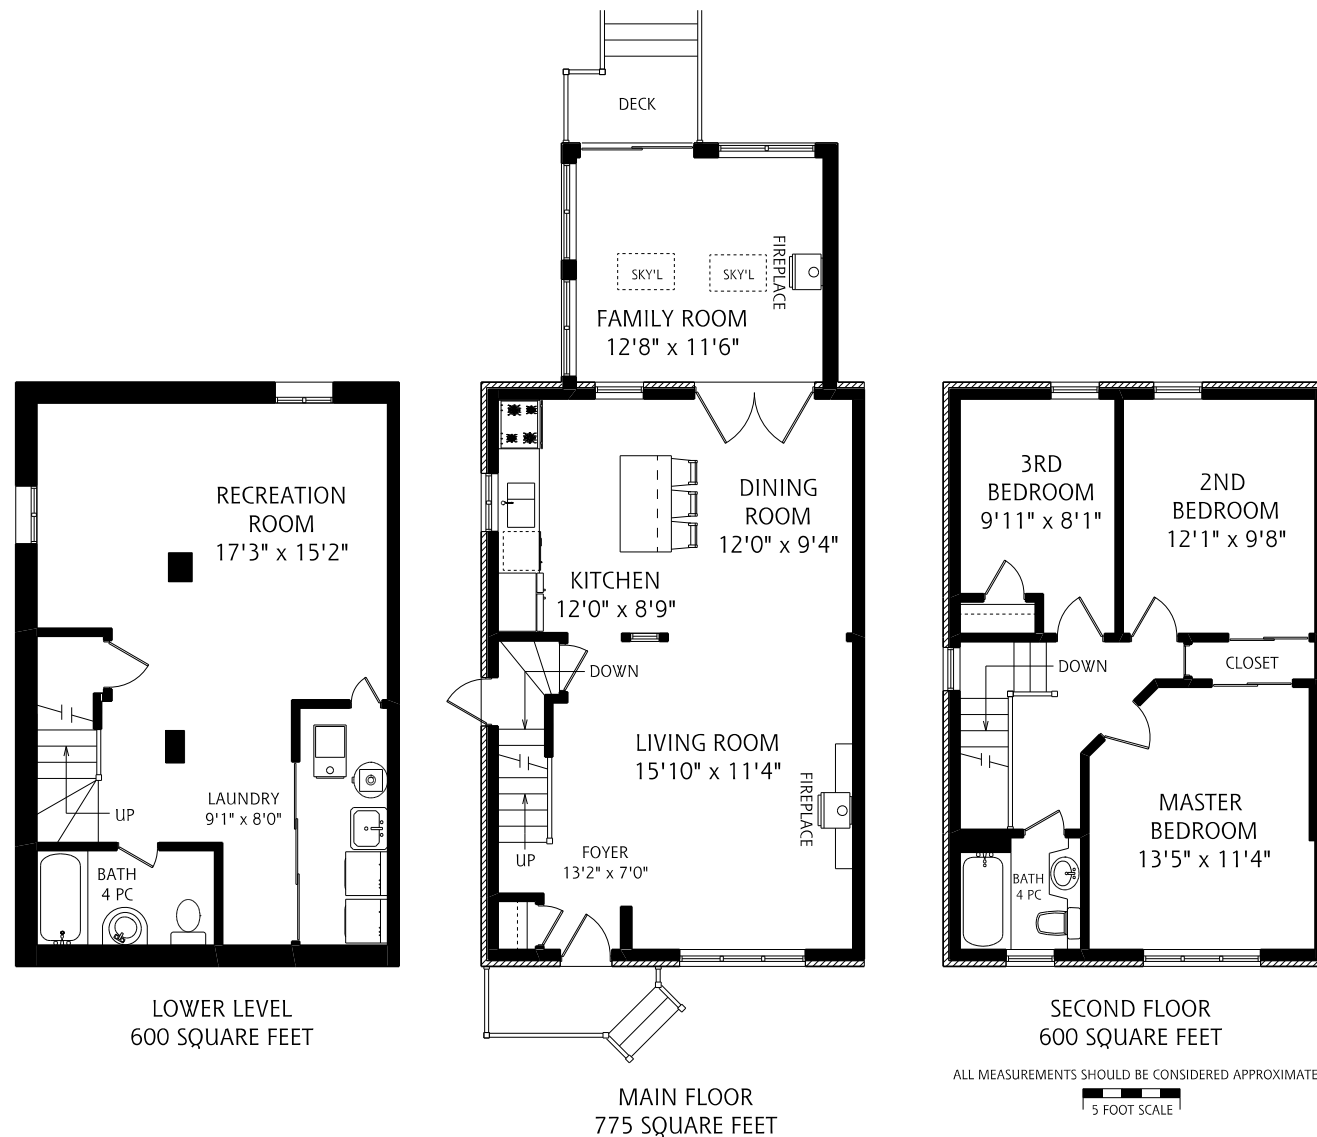 DECK
SKY'L
SKY'L
FIREPLACE
FAMILY ROOM
12'8" x 11'6"
RECREATION
ROOM
17'3" x 15'2"
UP
LAUNDRY
9'1" x 8'0"
BATH
4 PC
LOWER LEVEL
600 SQUARE FEET
DINING
ROOM
12'0" x 9'4"
KITCHEN
12'0" x 8'9"
DOWN
LIVING ROOM
15'10" x 11'4"
FIREPLACE
UP
FOYER
13'2" x 7'0"
MAIN FLOOR
775 SQUARE FEET
3RD
BEDROOM
9'11" x 8'1"
2ND
BEDROOM
12'1" x 9'8"
DOWN
CLOSET
MASTER
BEDROOM
13'5" x 11'4"
BATH
4 PC
SECOND FLOOR
600 SQUARE FEET
ALL MEASUREMENTS SHOULD BE CONSIDERED APPROXIMATE
5 FOOT SCALE